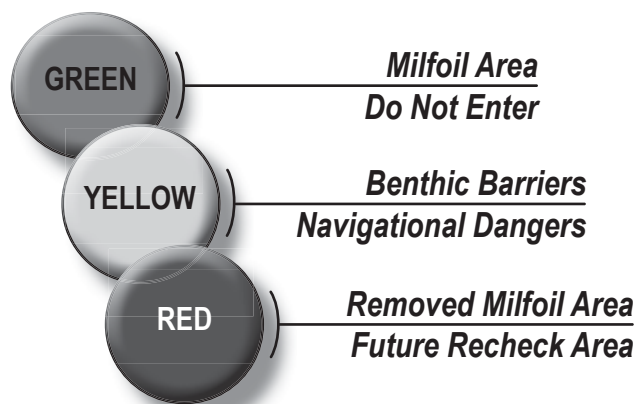 GREEN
Milfoil Area
Do Not Enter
YELLOW
Benthic Barriers
Navigational Dangers
RED
Removed Milfoil Area
Future Recheck Area